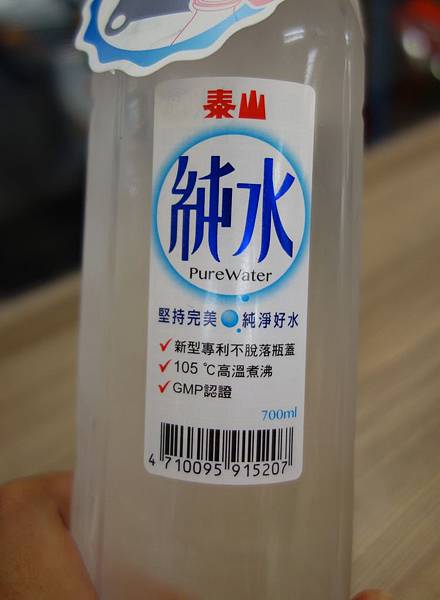 泰山
純水
PureWater
堅持完美 純淨好水
✓新型專利不脫落瓶蓋
✓105℃高溫煮沸
✓GMP認證
700ml
4 710095 915207